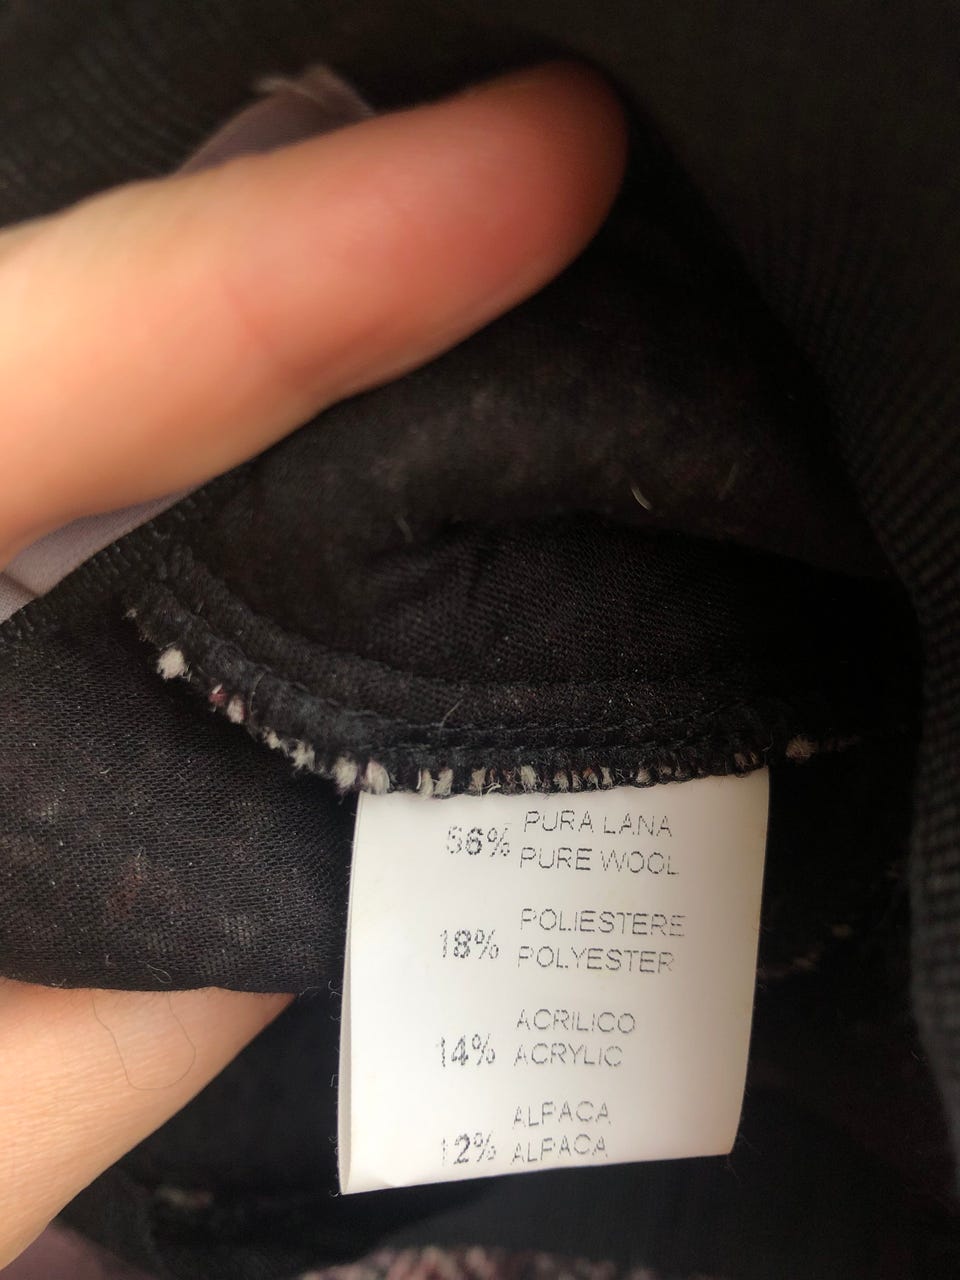 56% PURA LANA
PURE WOOL
18% POLIESTERE
POLYESTER
14% ACRILICO
ACRYLIC
12% ALPACA
ALPACA